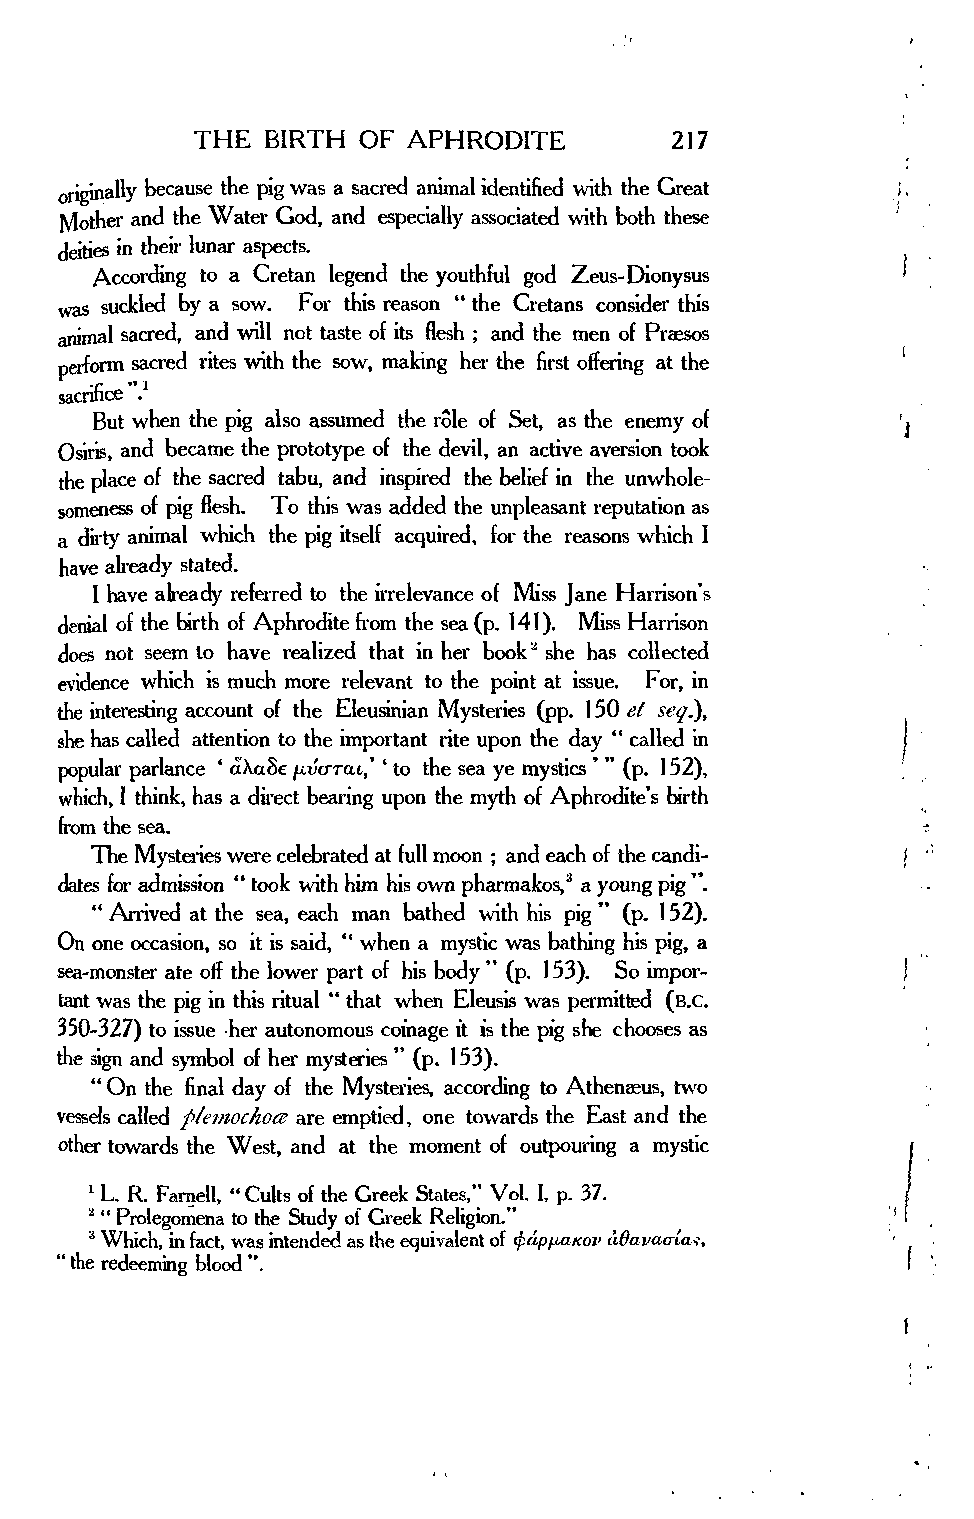 THE BIRTH OF APHRODITE 217
originally because the pig was a sacred animal identified with the Great
Mother and the Water God, and especially associated with both these
deities in their lunar aspects.
According to a Cretan legend the youthful god Zeus-Dionysus
was suckled by a sow. For this reason “ the Cretans consider this
animal sacred, and will not taste of its flesh ; and the men of Præsos
perform sacred rites with the sow, making her the first offering at the
sacrifice ”.¹
But when the pig also assumed the rôle of Set, as the enemy of
Osiris, and became the prototype of the devil, an active aversion took
the place of the sacred tabu, and inspired the belief in the unwhole-
someness of pig flesh. To this was added the unpleasant reputation as
a dirty animal which the pig itself acquired, for the reasons which I
have already stated.
I have already referred to the irrelevance of Miss Jane Harrison's
denial of the birth of Aphrodite from the sea (p. 141). Miss Harrison
does not seem to have realized that in her book² she has collected
evidence which is much more relevant to the point at issue. For, in
the interesting account of the Eleusinian Mysteries (pp. 150 et seq.),
she has called attention to the important rite upon the day “ called in
popular parlance ‘ ἅλαδε μύσται,’ ‘ to the sea ye mystics ’ ” (p. 152),
which, I think, has a direct bearing upon the myth of Aphrodite's birth
from the sea.
The Mysteries were celebrated at full moon ; and each of the candi-
dates for admission “ took with him his own pharmakos,³ a young pig ”.
“ Arrived at the sea, each man bathed with his pig ” (p. 152).
On one occasion, so it is said, “ when a mystic was bathing his pig, a
sea-monster ate off the lower part of his body ” (p. 153). So impor-
tant was the pig in this ritual “ that when Eleusis was permitted (B.C.
350-327) to issue her autonomous coinage it is the pig she chooses as
the sign and symbol of her mysteries ” (p. 153).
“ On the final day of the Mysteries, according to Athenæus, two
vessels called plemochoæ are emptied, one towards the East and the
other towards the West, and at the moment of outpouring a mystic
¹ L. R. Farnell, “ Cults of the Greek States,” Vol. I, p. 37.
² “ Prolegomena to the Study of Greek Religion.”
³ Which, in fact, was intended as the equivalent of φάρμακον ἀθανασίας,
“ the redeeming blood ”.